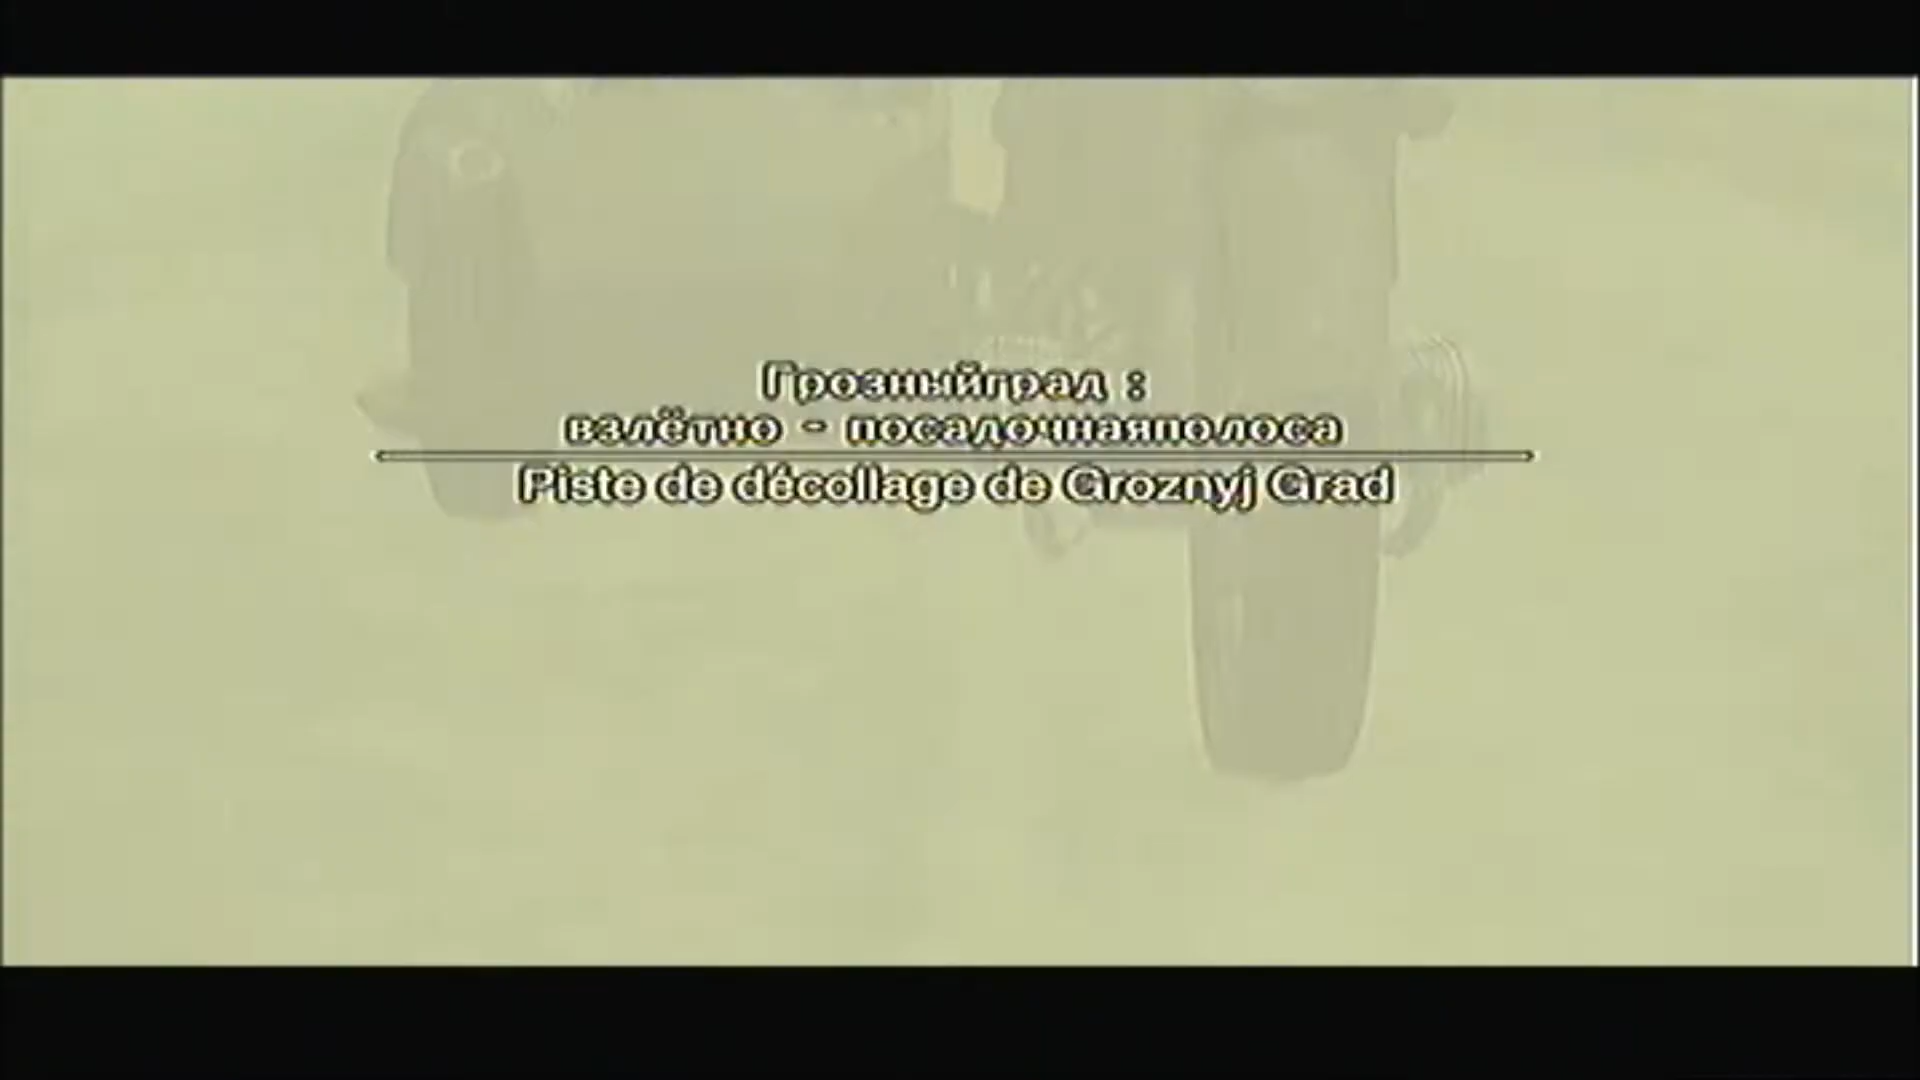 Грозныйград :
взлётно - посадочнаяполоса
Piste de décollage de Groznyj Grad